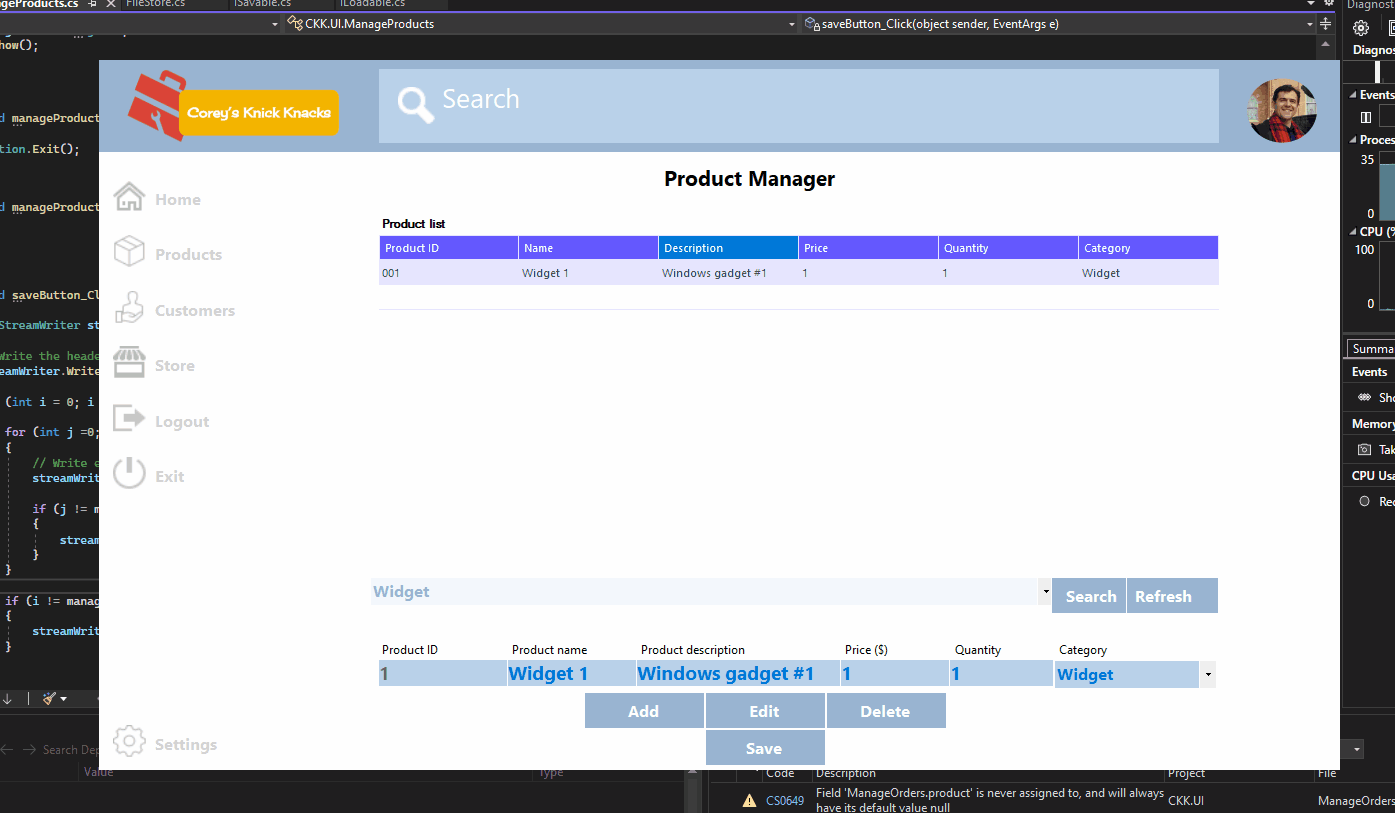 geProducts.cs FileStore.cs ISavable.cs ILoadable.cs
CKK.UI.ManageProducts saveButton_Click(object sender, EventArgs e)
how();
Corey's Knick Knacks
Search
d manageProduct
tion.Exit();
d manageProduct
d saveButton_Cl
StreamWriter st
Write the heade
eamWriter.Write
(int i = 0; i
for (int j =0;
{
// Write e
streamWrit
if (j != m
{
stream
}
}
if (i != manag
{
streamWrit
}
Home
Products
Customers
Store
Logout
Exit
Settings
Product Manager
Product list
Product ID Name Description Price Quantity Category
001 Widget 1 Windows gadget #1 1 1 Widget
Widget
Search Refresh
Product ID Product name Product description Price ($) Quantity Category
1 Widget 1 Windows gadget #1 1 1 Widget
Add Edit Delete
Save
Diagnost
Diagnos
Events
Proces
35
0
CPU (%
100
0
Summa
Events
Sho
Memory
Tak
CPU Usa
Rec
Search Dep
Value Type
Code Description Project File
CS0649 Field 'ManageOrders.product' is never assigned to, and will always have its default value null CKK.UI ManageOrders